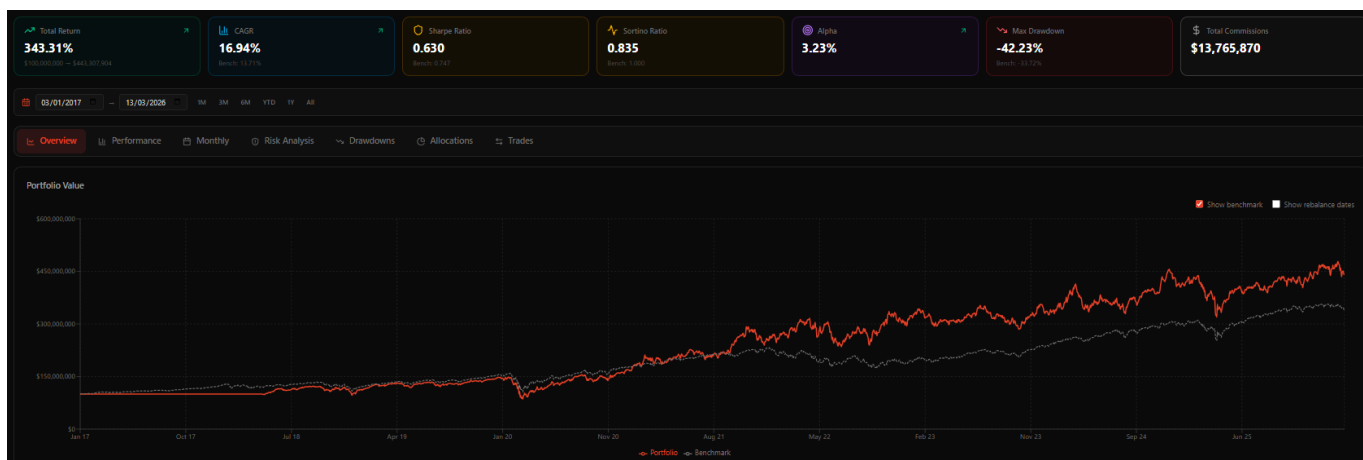 Total Return
343.31%
$100,000,000 — $443,307,904
CAGR
16.94%
Bench: 13.71%
Sharpe Ratio
0.630
Bench: 0.747
Sortino Ratio
0.835
Bench: 1.000
Alpha
3.23%
Max Drawdown
-42.23%
Bench: -33.72%
Total Commissions
$13,765,870
03/01/2017 – 13/03/2026 1M 3M 6M YTD 1Y All
Overview Performance Monthly Risk Analysis Drawdowns Allocations Trades
Portfolio Value
Show benchmark Show rebalance dates
$600,000,000
$450,000,000
$300,000,000
$150,000,000
$0
Jan 17 Oct 17 Jul 18 Apr 19 Jan 20 Nov 20 Aug 21 May 22 Feb 23 Nov 23 Sep 24 Jun 25
Portfolio Benchmark